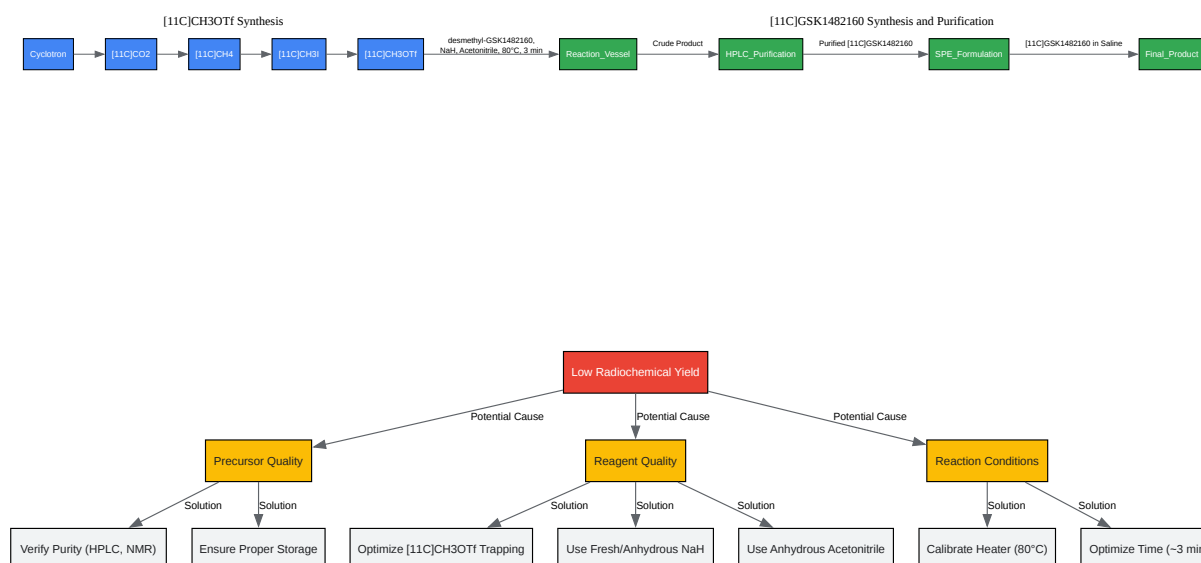 [11C]CH3OTf Synthesis
[11C]GSK1482160 Synthesis and Purification
Cyclotron
[11C]CO2
[11C]CH4
[11C]CH3I
[11C]CH3OTf
desmethyl-GSK1482160,
NaH, Acetonitrile, 80°C, 3 min
Reaction_Vessel
Crude Product
HPLC_Purification
Purified [11C]GSK1482160
SPE_Formulation
[11C]GSK1482160 in Saline
Final_Product
Low Radiochemical Yield
Potential Cause
Potential Cause
Potential Cause
Precursor Quality
Reagent Quality
Reaction Conditions
Solution
Solution
Solution
Solution
Solution
Solution
Solution
Verify Purity (HPLC, NMR)
Ensure Proper Storage
Optimize [11C]CH3OTf Trapping
Use Fresh/Anhydrous NaH
Use Anhydrous Acetonitrile
Calibrate Heater (80°C)
Optimize Time (~3 min